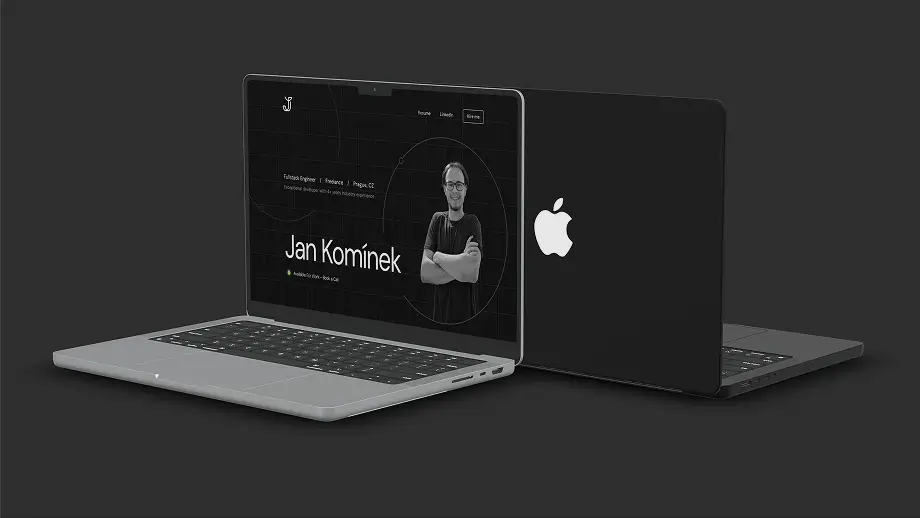 Resume LinkedIn Hire me
Fullstack Engineer / Freelance / Prague, CZ
Exceptional developer with 4+ years industry experience
Jan Komínek
Available For Work – Book a Call